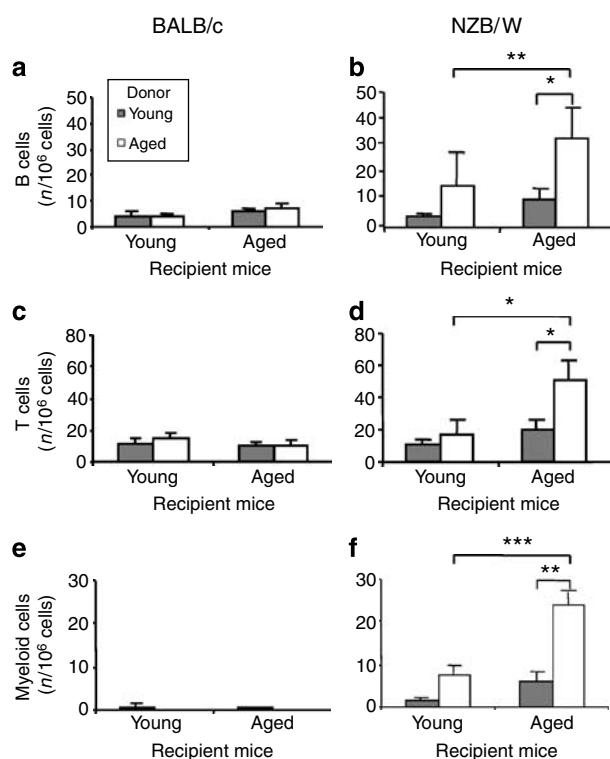 BALB/c
NZB/W
a
Donor
Young
Aged
B cells
(n/10⁶ cells)
50
40
30
20
10
0
Young
Aged
Recipient mice
b
**
*
50
40
30
20
10
0
Young
Aged
Recipient mice
c
T cells
(n/10⁶ cells)
80
60
40
20
0
Young
Aged
Recipient mice
d
*
*
80
60
40
20
0
Young
Aged
Recipient mice
e
Myeloid cells
(n/10⁶ cells)
30
20
10
0
Young
Aged
Recipient mice
f
***
**
30
20
10
0
Young
Aged
Recipient mice